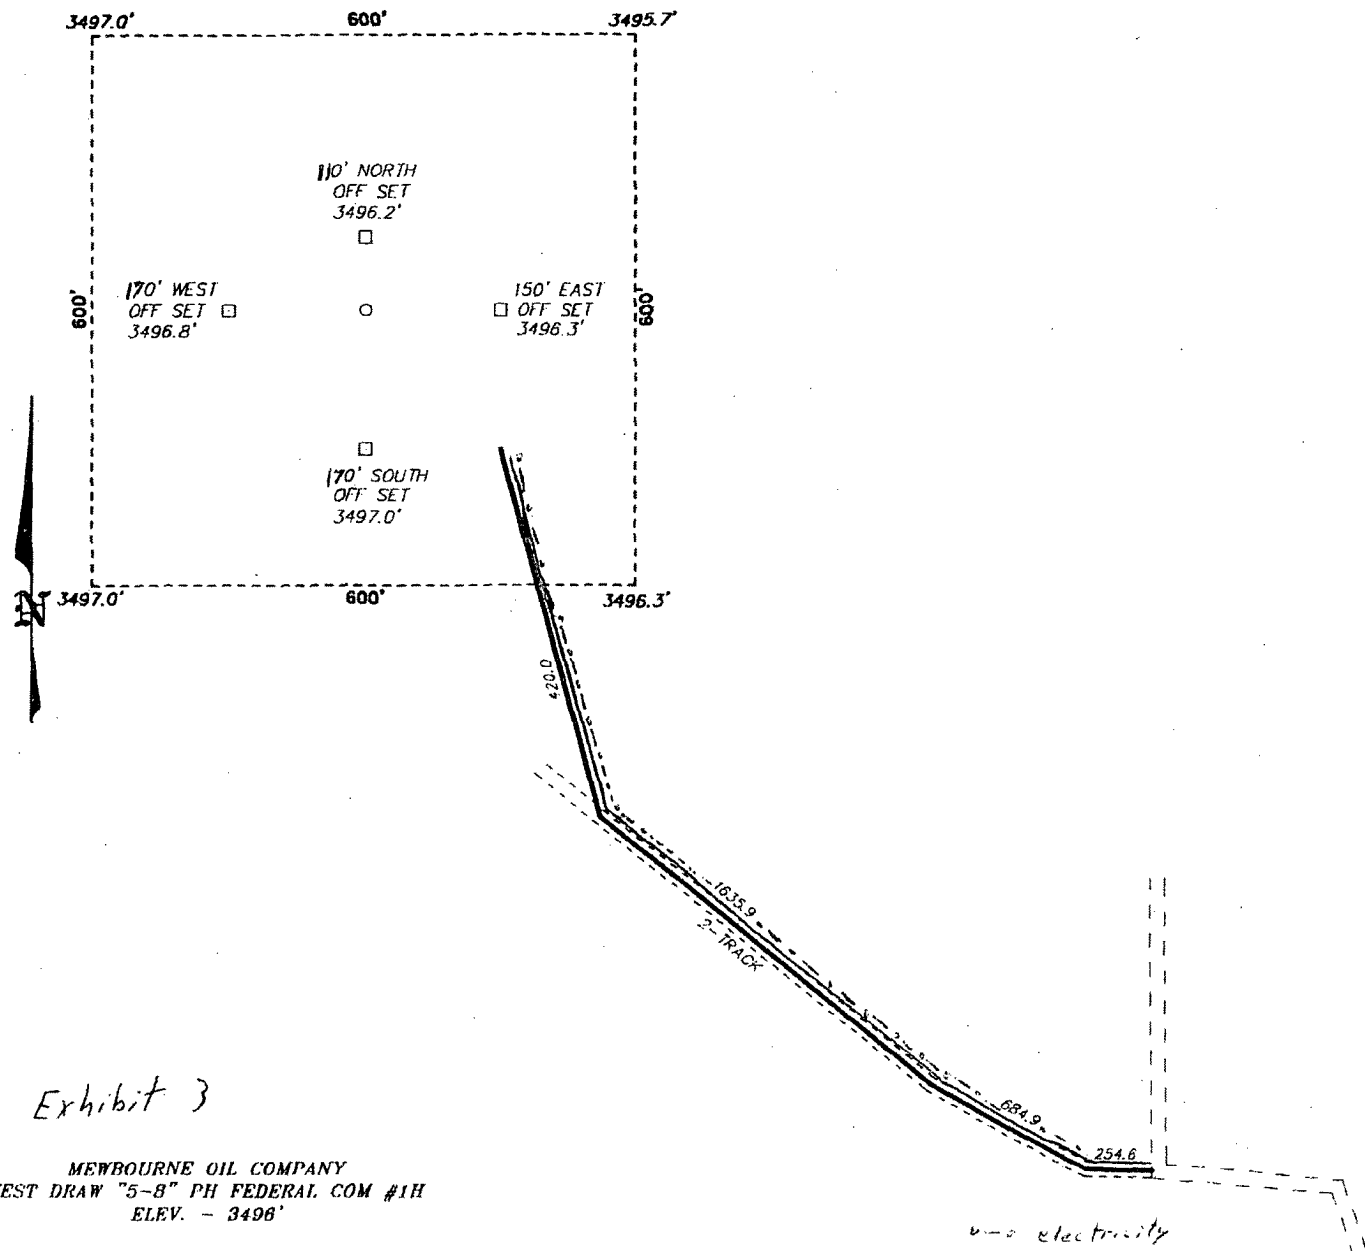 3497.0' 600' 3495.7'
110' NORTH
OFF SET
3496.2'
600'
170' WEST
OFF SET
3496.8'
150' EAST
OFF SET
3496.3'
600'
170' SOUTH
OFF SET
3497.0'
N
3497.0' 600' 3496.3'
420.0
1635.9
2-TRACK
684.9
254.6
Exhibit 3
MEWBOURNE OIL COMPANY
EST DRAW "5-8" PH FEDERAL COM #1H
ELEV. - 3496'
electricity